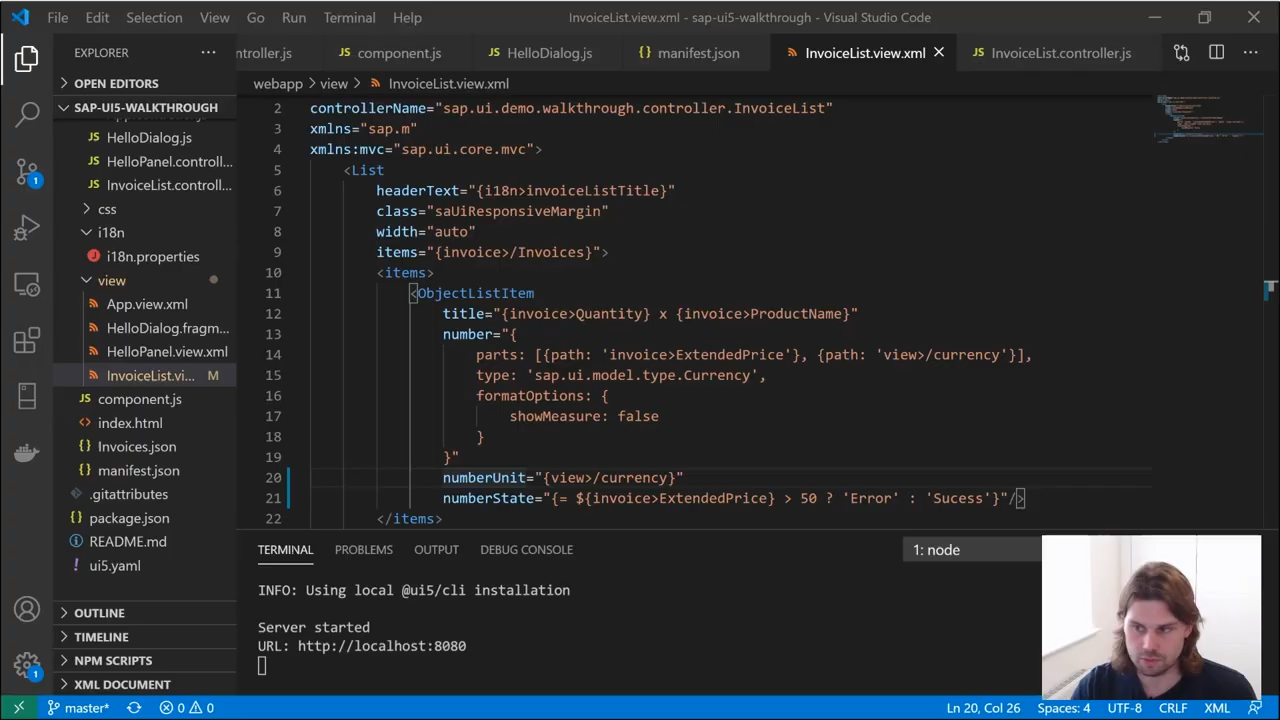 File Edit Selection View Go Run Terminal Help InvoiceList.view.xml - sap-ui5-walkthrough - Visual Studio Code
EXPLORER
ontroller.js component.js HelloDialog.js manifest.json InvoiceList.view.xml InvoiceList.controller.js
OPEN EDITORS
SAP-UI5-WALKTHROUGH
HelloDialog.js
HelloPanel.controll...
InvoiceList.controll...
css
i18n
i18n.properties
view
App.view.xml
HelloDialog.fragm...
HelloPanel.view.xml
InvoiceList.vi... M
component.js
index.html
Invoices.json
manifest.json
.gitattributes
package.json
README.md
ui5.yaml
OUTLINE
TIMELINE
NPM SCRIPTS
XML DOCUMENT
webapp > view > InvoiceList.view.xml
2 controllerName="sap.ui.demo.walkthrough.controller.InvoiceList"
3 xmlns="sap.m"
4 xmlns:mvc="sap.ui.core.mvc">
5 <List
6 headerText="{i18n>invoiceListTitle}"
7 class="saUiResponsiveMargin"
8 width="auto"
9 items="{invoice>/Invoices}">
10 <items>
11 <ObjectListItem
12 title="{invoice>Quantity} x {invoice>ProductName}"
13 number="{
14 parts: [{path: 'invoice>ExtendedPrice'}, {path: 'view>/currency'}],
15 type: 'sap.ui.model.type.Currency',
16 formatOptions: {
17 showMeasure: false
18 }
19 }"
20 numberUnit="{view>/currency}"
21 numberState="{= ${invoice>ExtendedPrice} > 50 ? 'Error' : 'Sucess'}"/>
22 </items>
TERMINAL PROBLEMS OUTPUT DEBUG CONSOLE 1: node
INFO: Using local @ui5/cli installation
Server started
URL: http://localhost:8080
1
1
master* 0 0 Ln 20, Col 26 Spaces: 4 UTF-8 CRLF XML